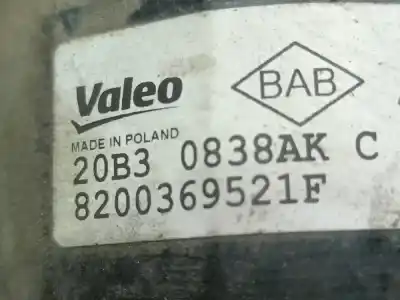 Valeo
BAB
MADE IN POLAND
20B3 0838AK C
8200369521F